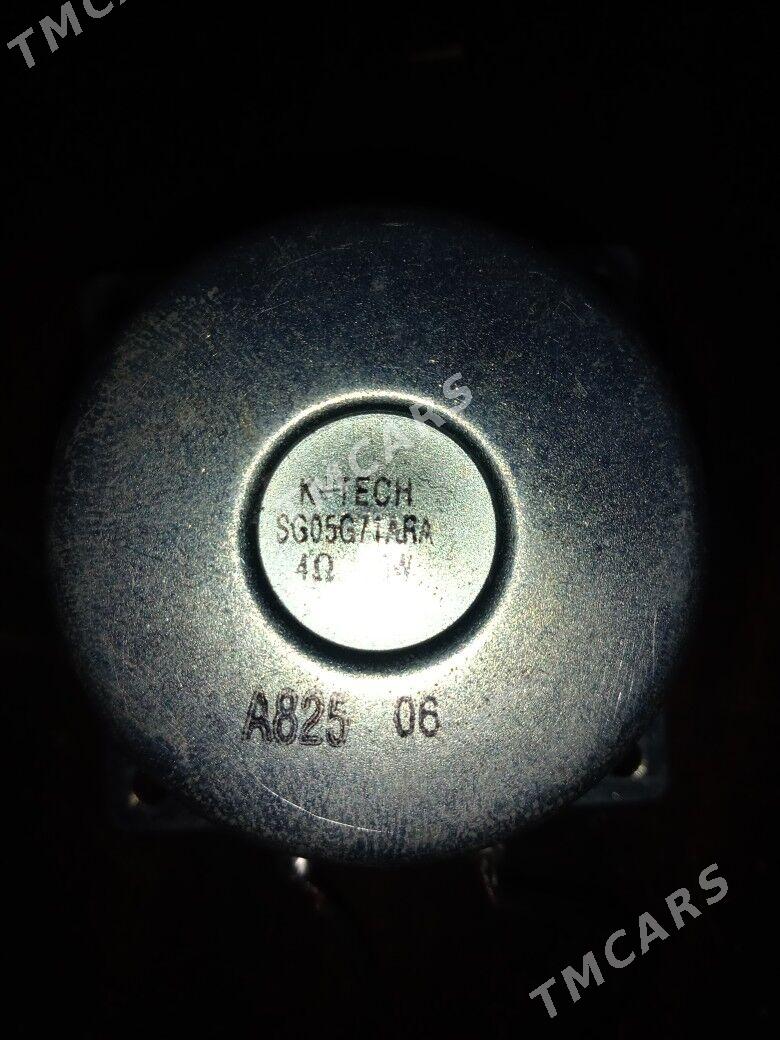 TMCARS
K-TECH
TMCARS
SG05G71ARA
4Ω W
A825 06
TMCARS